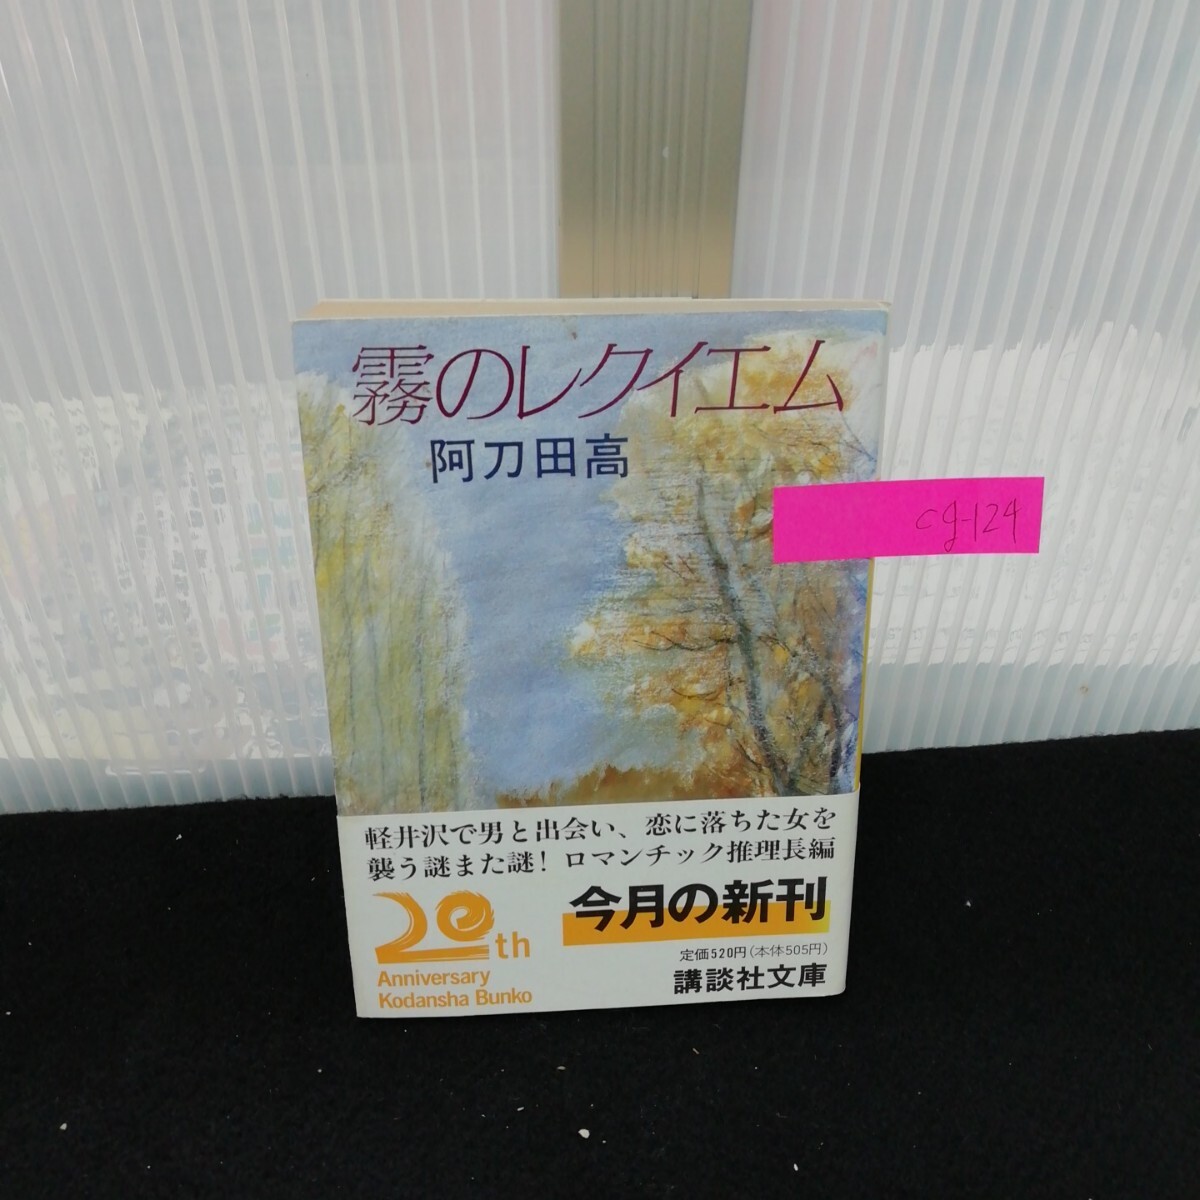 霧のレクイエム
阿刀田高
cg-124
軽井沢で男と出会い、恋に落ちた女を
襲う謎また謎! ロマンチック推理長編
20th
Anniversary
Kodansha Bunko
今月の新刊
定価520円(本体505円)
講談社文庫